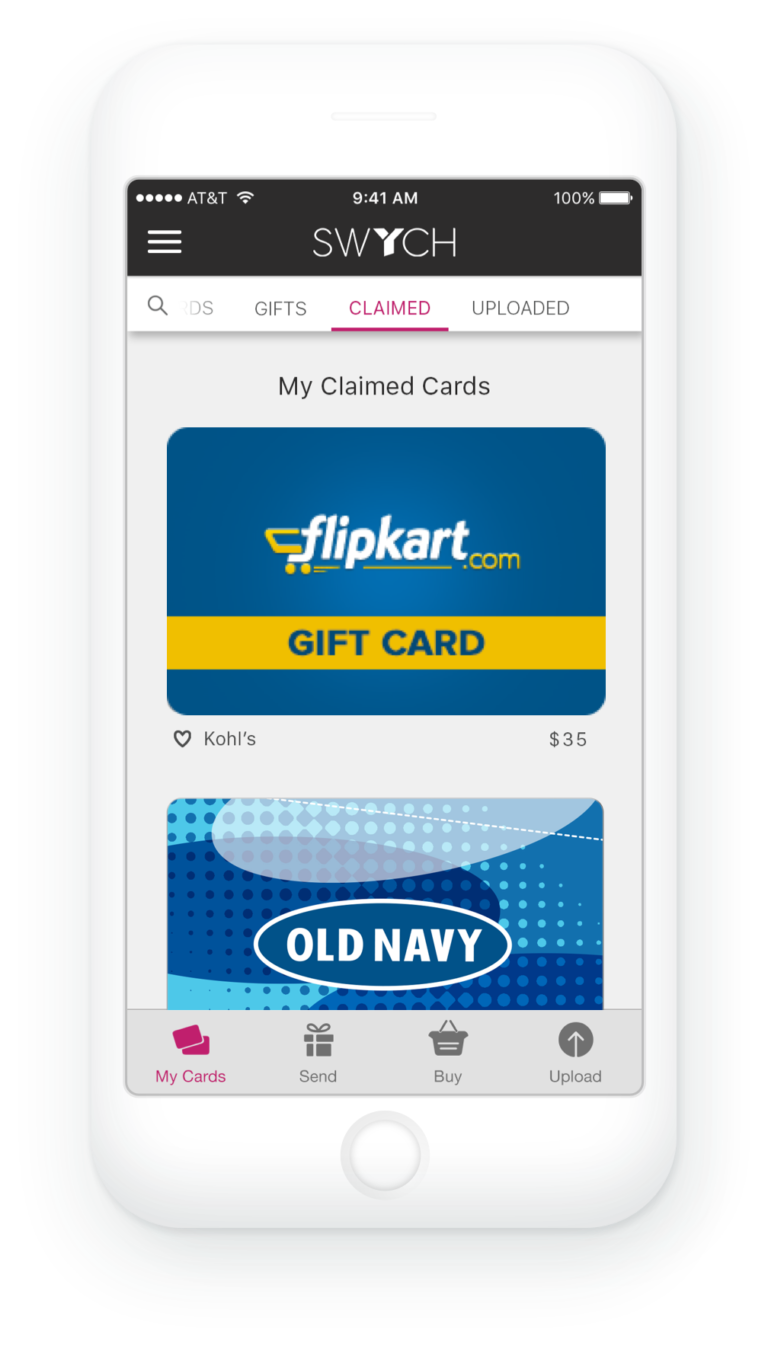 AT&T 9:41 AM 100%
SWYCH
DS GIFTS CLAIMED UPLOADED
My Claimed Cards
flipkart.com
GIFT CARD
Kohl’s $35
OLD NAVY
My Cards Send Buy Upload